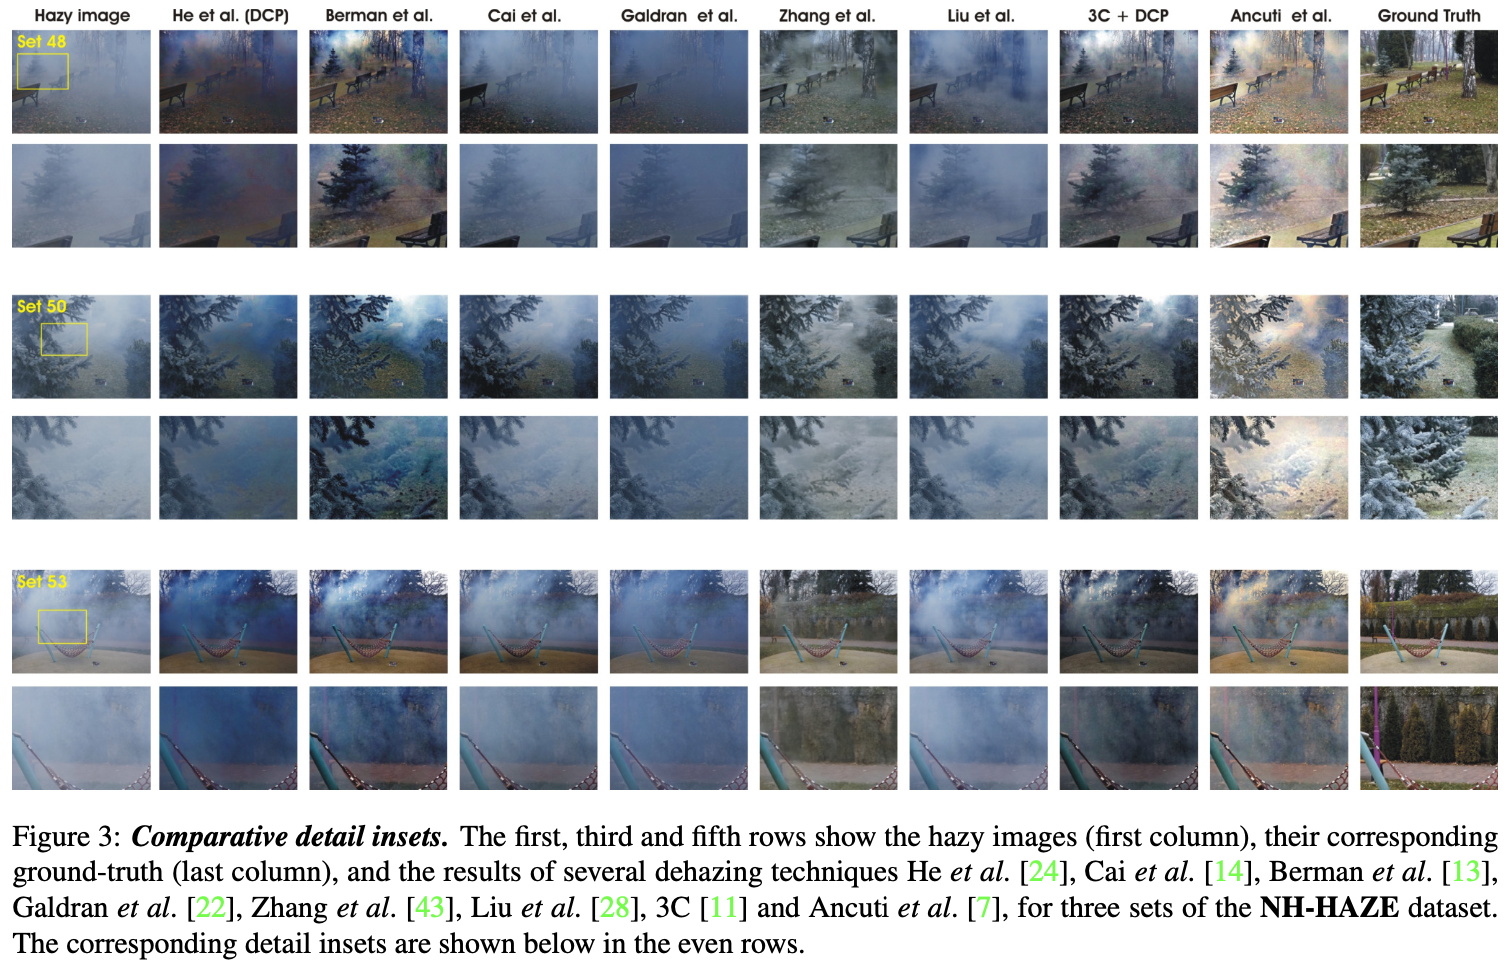 Hazy image He et al. (DCP) Berman et al. Cai et al. Galdran et al. Zhang et al. Liu et al. 3C + DCP Ancuti et al. Ground Truth
Set 48
Set 50
Set 53
Figure 3: Comparative detail insets. The first, third and fifth rows show the hazy images (first column), their corresponding
ground-truth (last column), and the results of several dehazing techniques He et al. [24], Cai et al. [14], Berman et al. [13],
Galdran et al. [22], Zhang et al. [43], Liu et al. [28], 3C [11] and Ancuti et al. [7], for three sets of the NH-HAZE dataset.
The corresponding detail insets are shown below in the even rows.